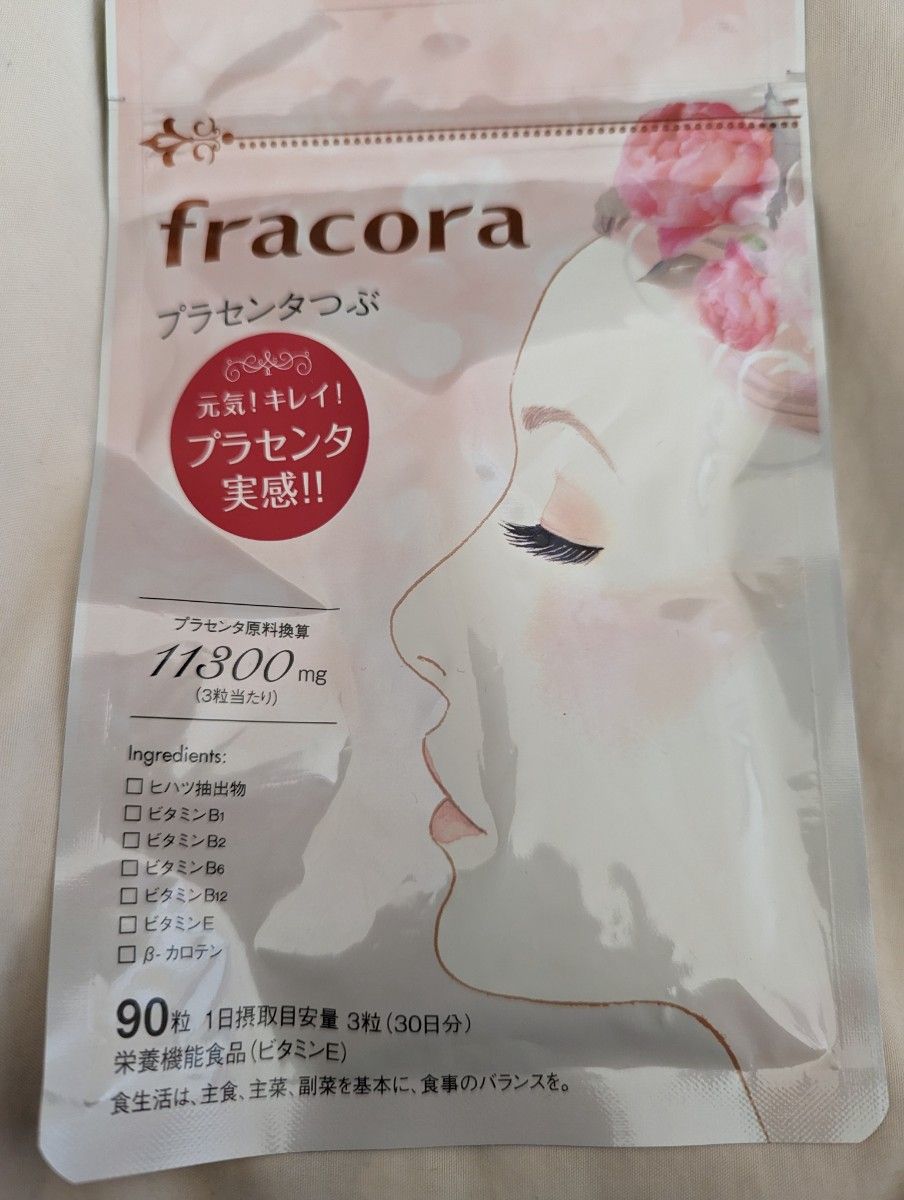 fracora
プラセンタつぶ
元気!キレイ!
プラセンタ
実感!!
プラセンタ原料換算
11300mg
(3粒当たり)
Ingredients:
□ ヒハツ抽出物
□ ビタミンB1
□ ビタミンB2
□ ビタミンB6
□ ビタミンB12
□ ビタミンE
□ β-カロテン
90粒 1日摂取目安量 3粒(30日分)
栄養機能食品(ビタミンE)
食生活は、主食、主菜、副菜を基本に、食事のバランスを。